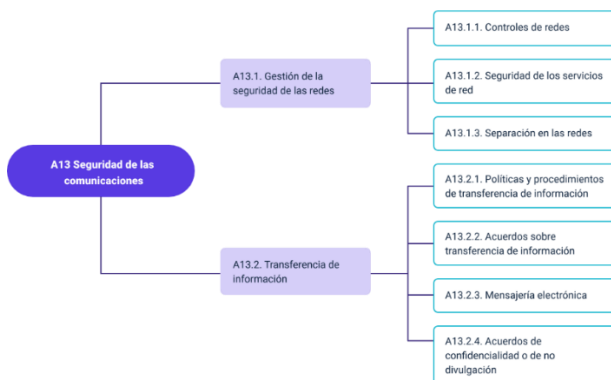 A13 Seguridad de las
comunicaciones
A13.1. Gestión de la
seguridad de las redes
A13.1.1. Controles de redes
A13.1.2. Seguridad de los servicios
de red
A13.1.3. Separación en las redes
A13.2. Transferencia de
información
A13.2.1. Políticas y procedimientos
de transferencia de información
A13.2.2. Acuerdos sobre
transferencia de información
A13.2.3. Mensajería electrónica
A13.2.4. Acuerdos de
confidencialidad o de no
divulgación